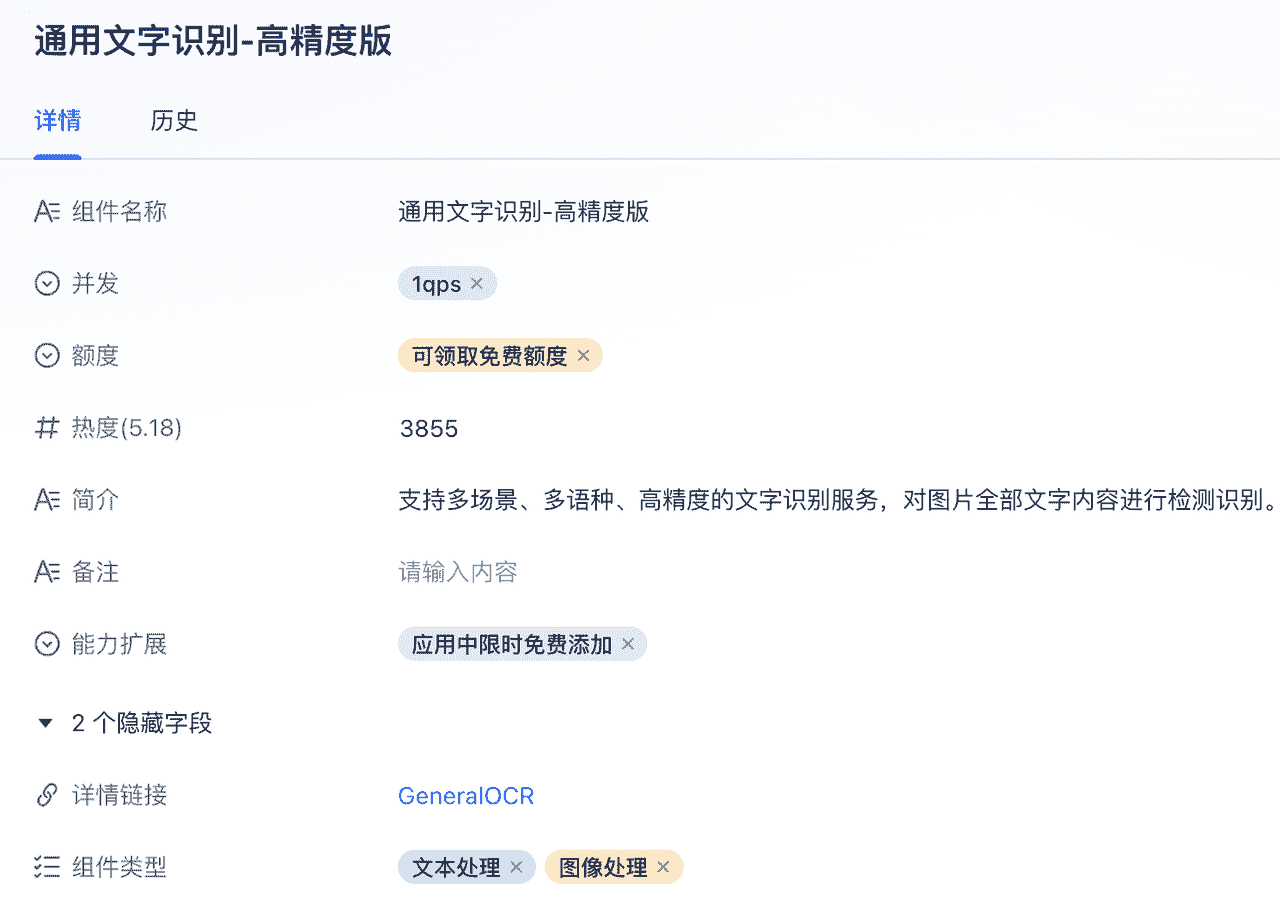 通用文字识别-高精度版
详情 历史
组件名称 通用文字识别-高精度版
并发 1qps ×
额度 可领取免费额度 ×
热度(5.18) 3855
简介 支持多场景、多语种、高精度的文字识别服务，对图片全部文字内容进行检测识别。
备注 请输入内容
能力扩展 应用中限时免费添加 ×
2 个隐藏字段
详情链接 GeneralOCR
组件类型 文本处理 × 图像处理 ×